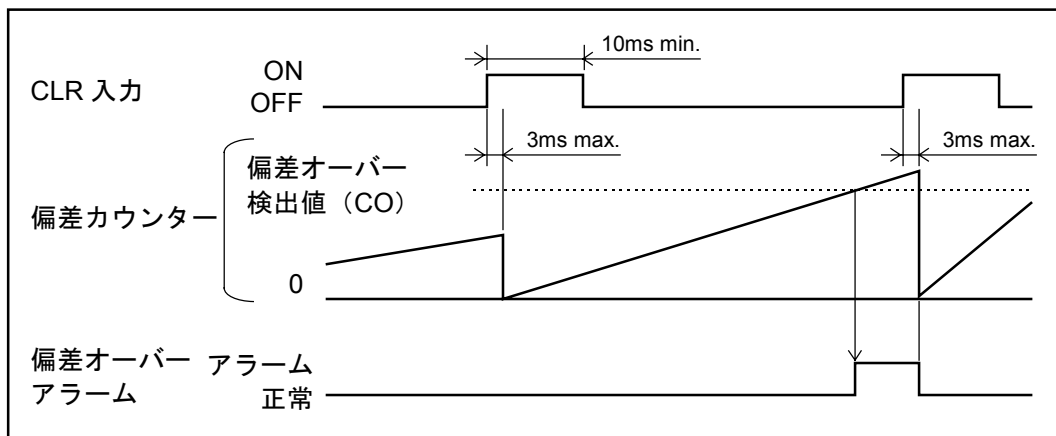 10ms min.
CLR 入力
ON
OFF
3ms max.
3ms max.
偏差カウンター
偏差オーバー
検出値（CO）
0
偏差オーバー
アラーム
アラーム
正常